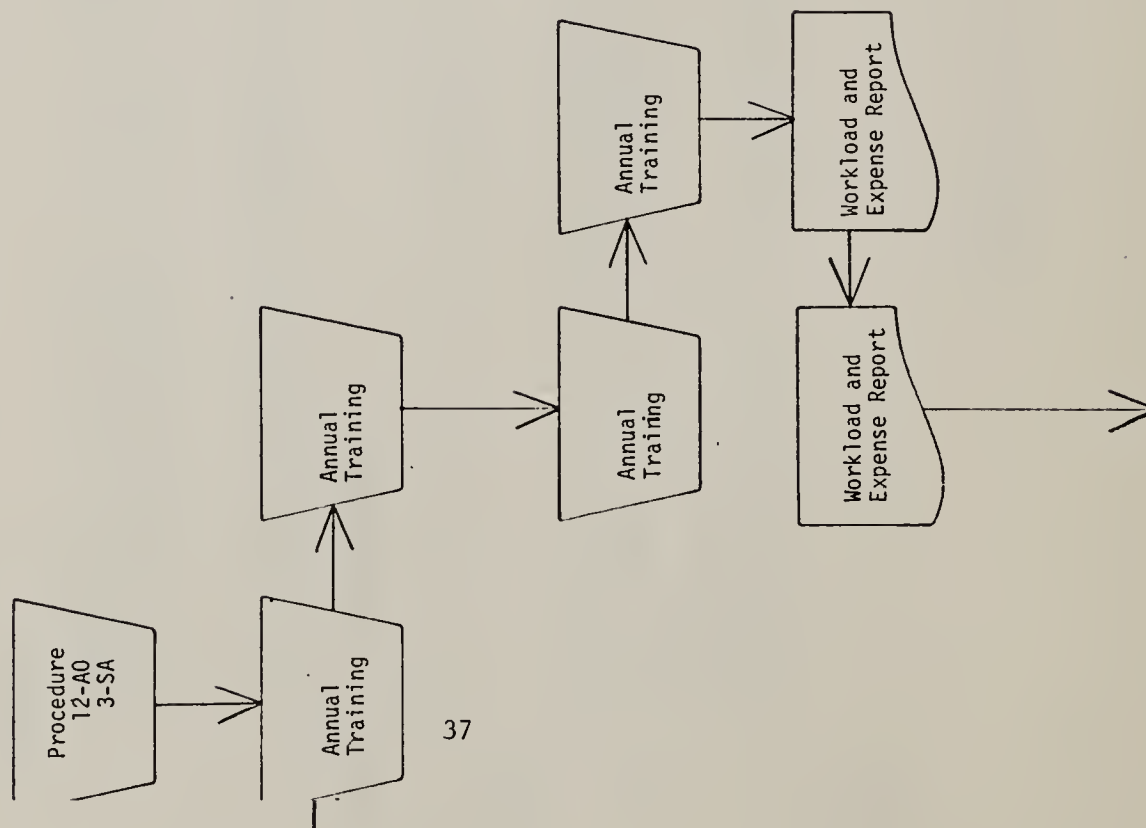 Procedure
12-AO
3-SA
Annual
Training
Annual
Training
Annual
Training
Annual
Training
Workload and
Expense Report
Workload and
Expense Report
37